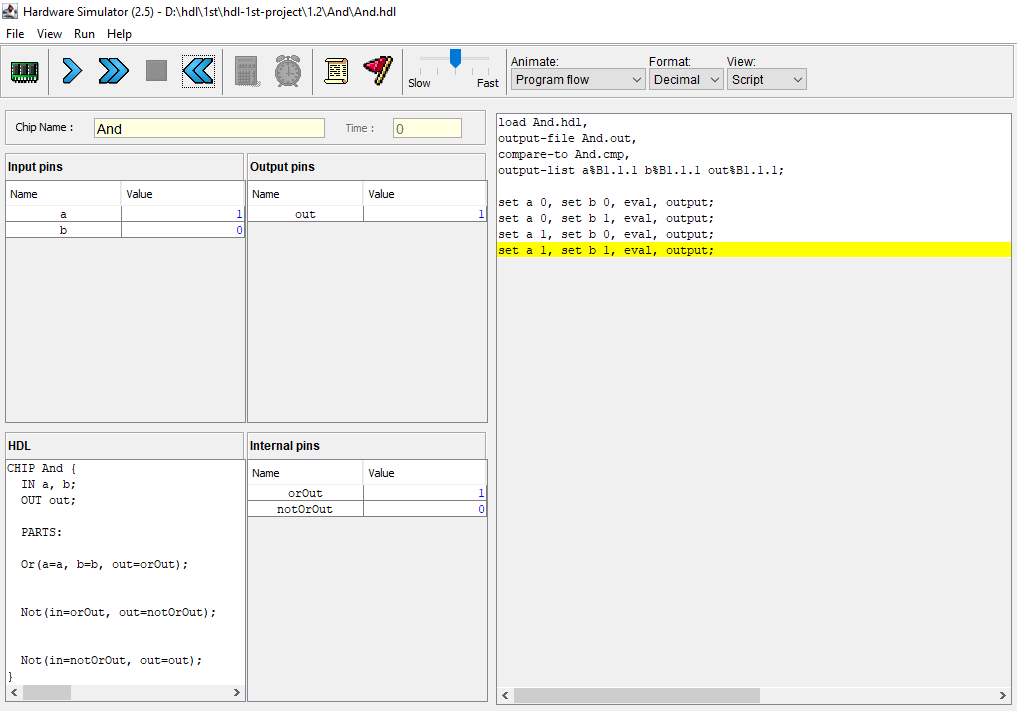 Hardware Simulator (2.5) - D:\hdl\1st\hdl-1st-project\1.2\And\And.hdl
File View Run Help
Slow Fast
Animate: Format: View:
Program flow Decimal Script
Chip Name : And Time : 0
Input pins
Name Value
a 1
b 0
Output pins
Name Value
out 1
HDL
CHIP And {
IN a, b;
OUT out;
PARTS:
Or(a=a, b=b, out=orOut);
Not(in=orOut, out=notOrOut);
Not(in=notOrOut, out=out);
}
Internal pins
Name Value
orOut 1
notOrOut 0
load And.hdl,
output-file And.out,
compare-to And.cmp,
output-list a%B1.1.1 b%B1.1.1 out%B1.1.1;
set a 0, set b 0, eval, output;
set a 0, set b 1, eval, output;
set a 1, set b 0, eval, output;
set a 1, set b 1, eval, output;